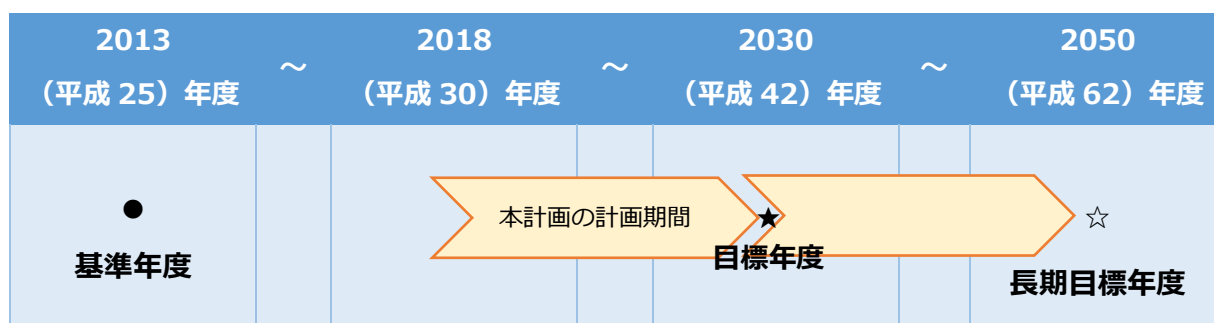 2013 ～ 2018 ～ 2030 ～ 2050
（平成 25）年度 （平成 30）年度 （平成 42）年度 （平成 62）年度
● 本計画の計画期間 ★ ☆
基準年度 目標年度 長期目標年度